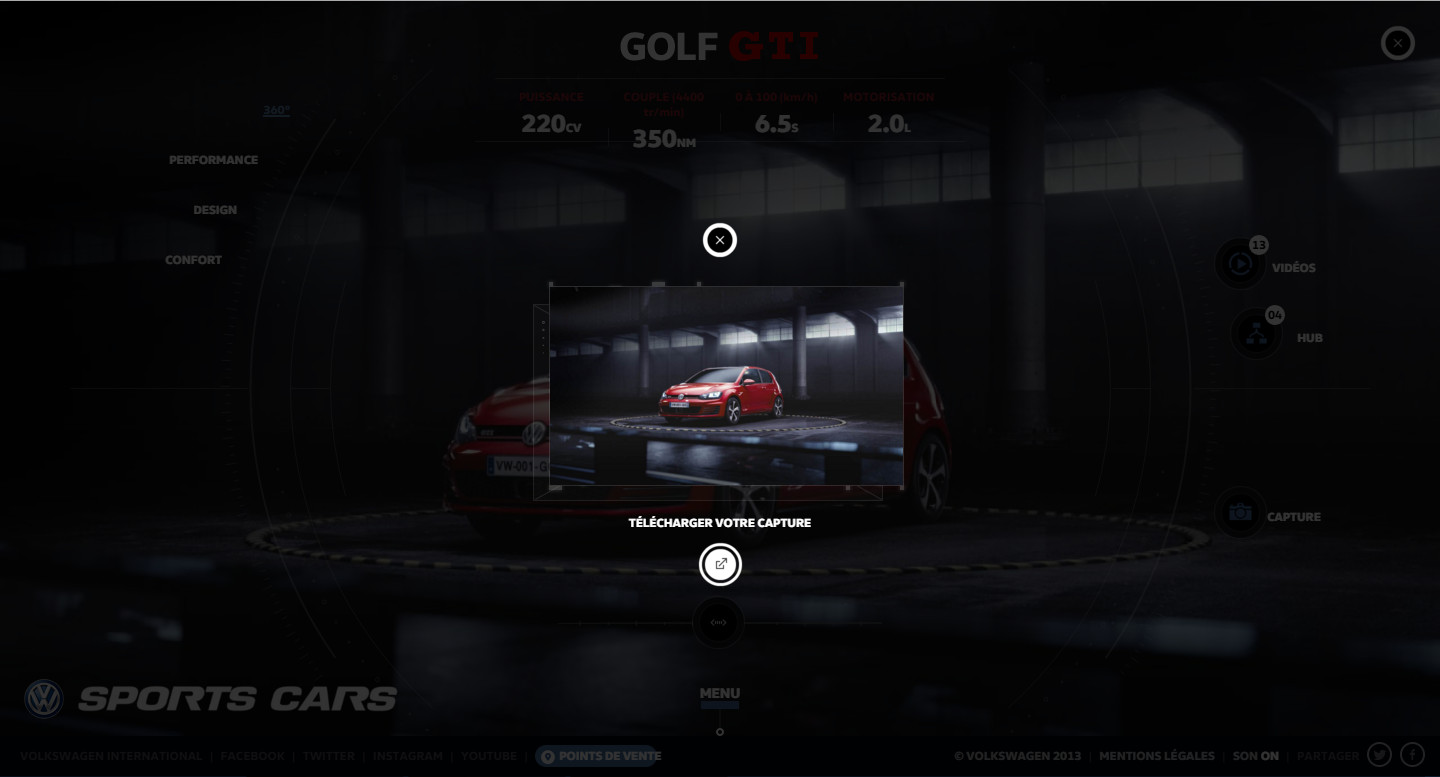 GOLF GTI
PUISSANCE
220CV
COUPLE (4400
tr/min)
350NM
0 À 100 (km/h)
6.5S
MOTORISATION
2.0L
360°
PERFORMANCE
DESIGN
CONFORT
13
VIDÉOS
04
HUB
VW-001-G
CAPTURE
TÉLÉCHARGER VOTRE CAPTURE
SPORTS CARS
MENU
VOLKSWAGEN INTERNATIONAL | FACEBOOK | TWITTER | INSTAGRAM | YOUTUBE | POINTS DE VENTE
© VOLKSWAGEN 2013 | MENTIONS LÉGALES | SON ON | PARTAGER